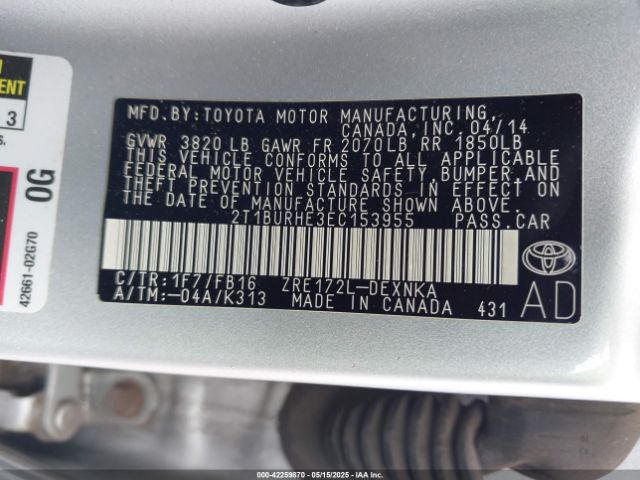 MFD.BY:TOYOTA MOTOR MANUFACTURING,
CANADA,INC. 04/14
GVWR 3820 LB GAWR FR 2070LB,RR 1850LB
THIS VEHICLE CONFORMS TO ALL APPLICABLE
FEDERAL MOTOR VEHICLE SAFETY,BUMPER,AND
THEFT PREVENTION STANDARDS IN EFFECT ON
THE DATE OF MANUFACTURE SHOWN ABOVE.
2T1BURHE3EC153955 PASS.CAR
C/TR:1F7/FB16 ZRE172L-DEXNKA
A/TM:-04A/K313 MADE IN CANADA 431
AD
3
0G
42661-02G70
000-42259870 05/15/2025 IAA, Inc.